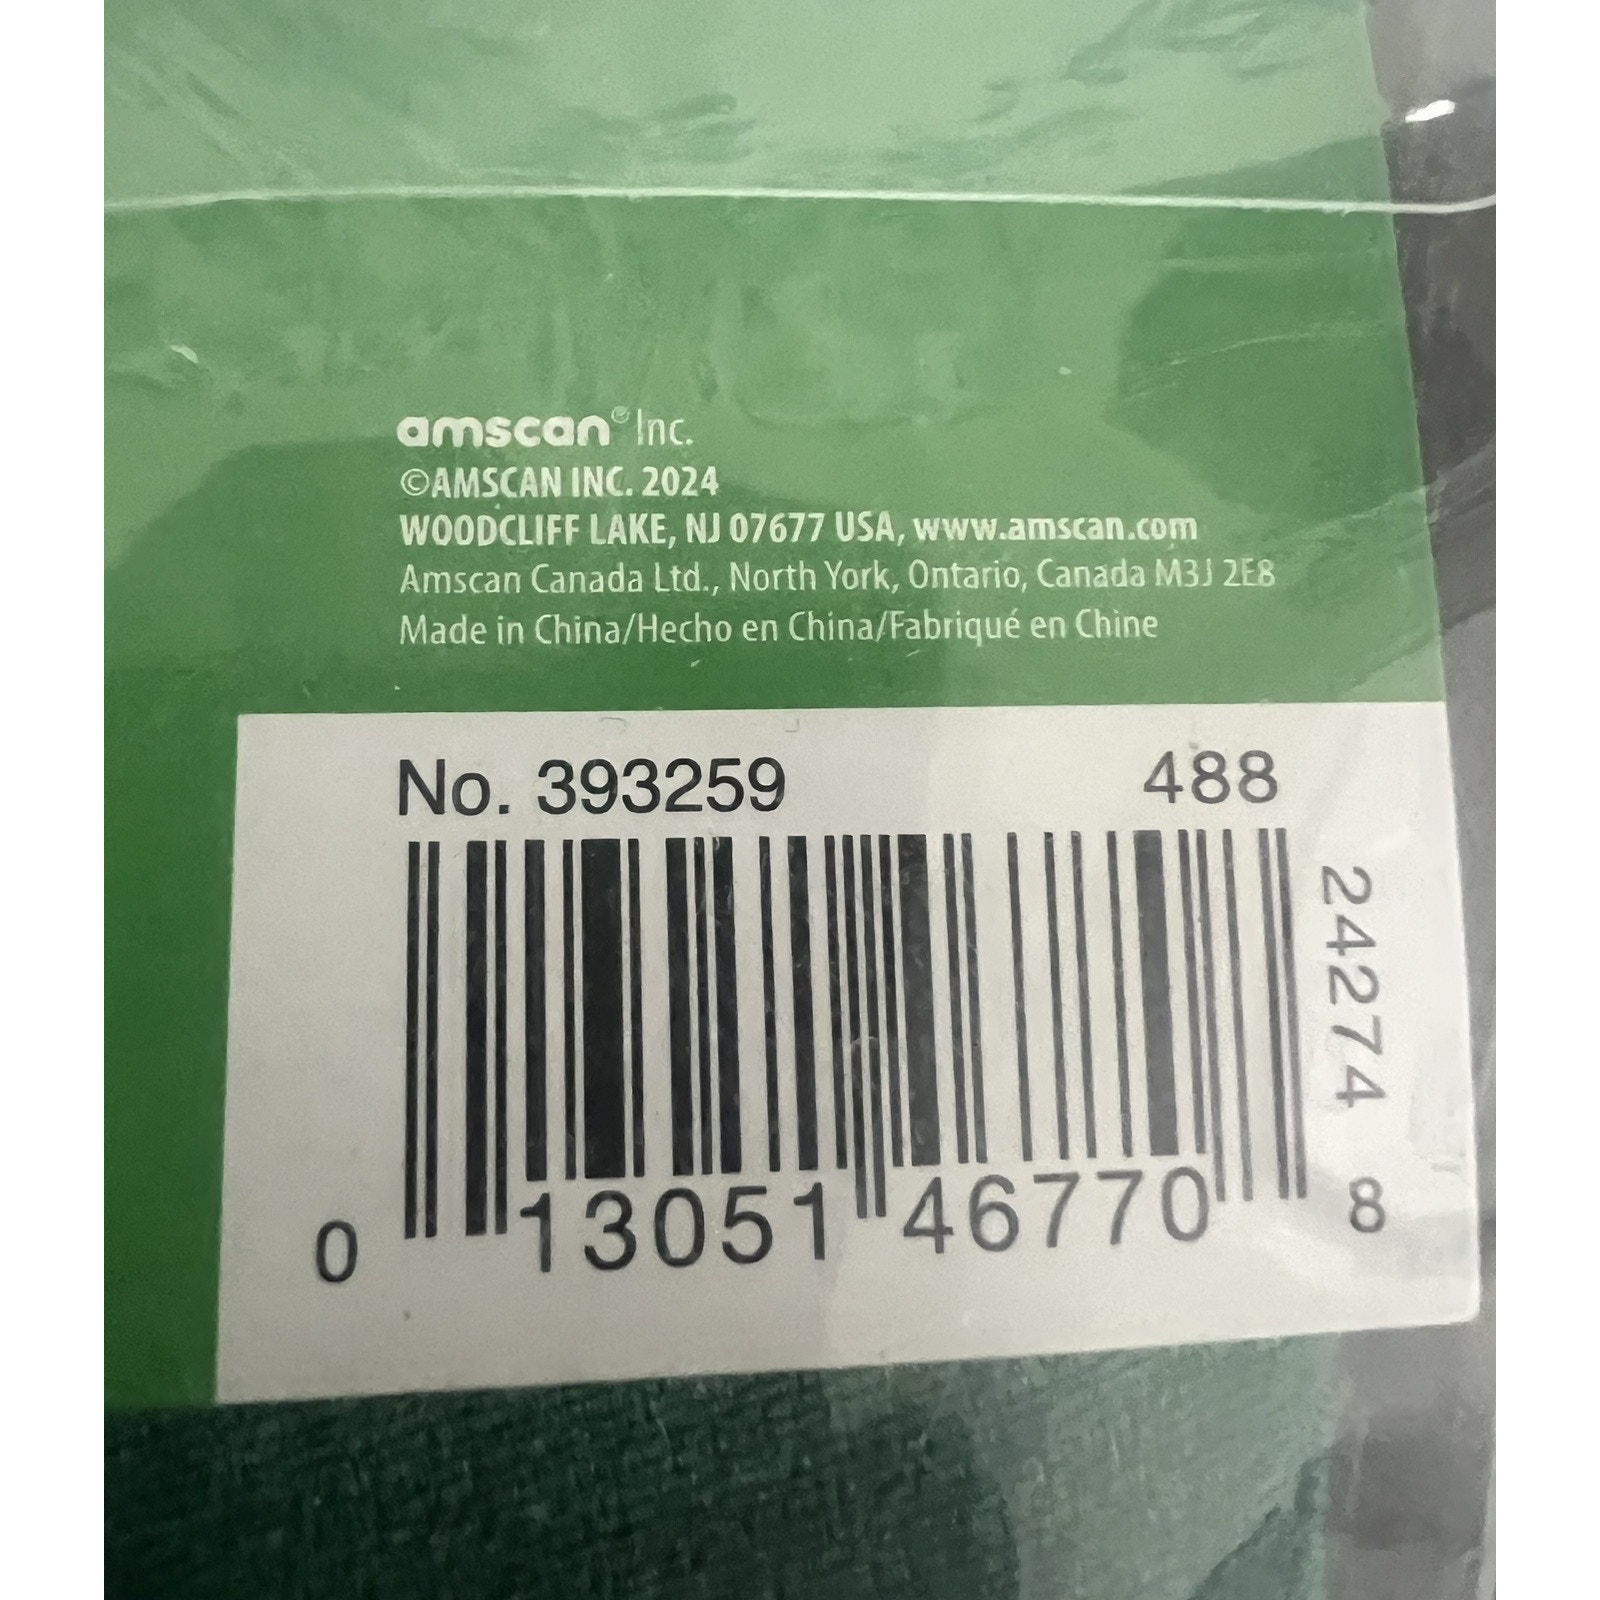 amscan® Inc.
©AMSCAN INC. 2024
WOODCLIFF LAKE, NJ 07677 USA, www.amscan.com
Amscan Canada Ltd., North York, Ontario, Canada M3J 2E8
Made in China/Hecho en China/Fabriqué en Chine
No. 393259 488
24274
0 13051 46770 8